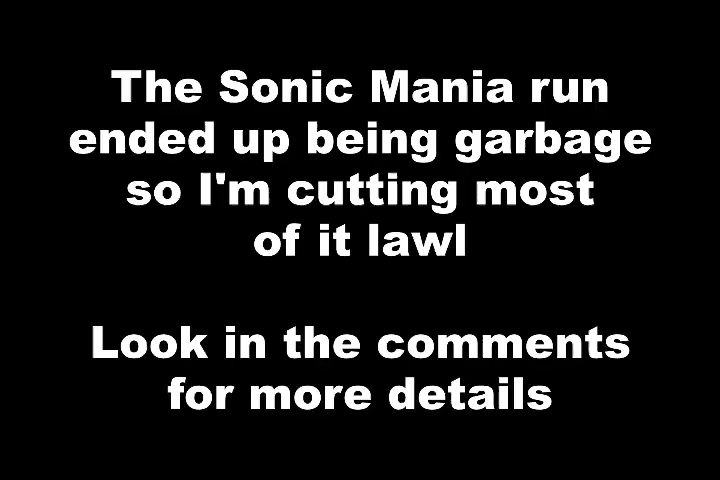 The Sonic Mania run
ended up being garbage
so I'm cutting most
of it lawl
Look in the comments
for more details